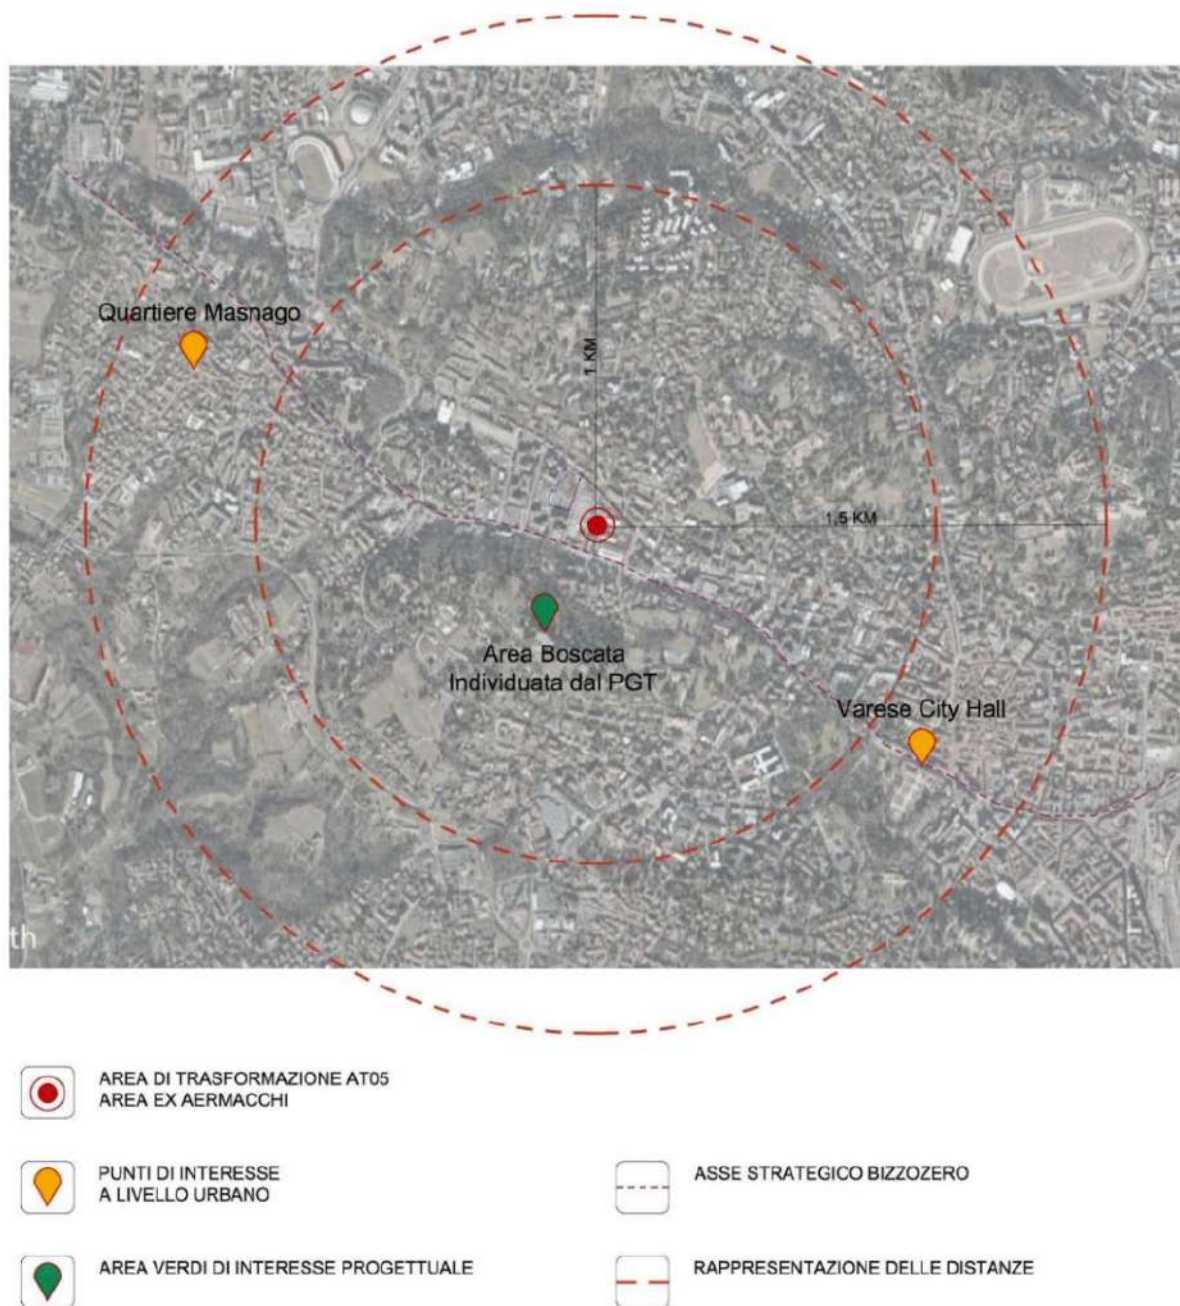 Quartiere Masnago
1 KM
1,5 KM
Area Boscata
Individuata dal PGT
Varese City Hall
th
AREA DI TRASFORMAZIONE AT05
AREA EX AERMACCHI
PUNTI DI INTERESSE
A LIVELLO URBANO
ASSE STRATEGICO BIZZOZERO
AREA VERDI DI INTERESSE PROGETTUALE
RAPPRESENTAZIONE DELLE DISTANZE